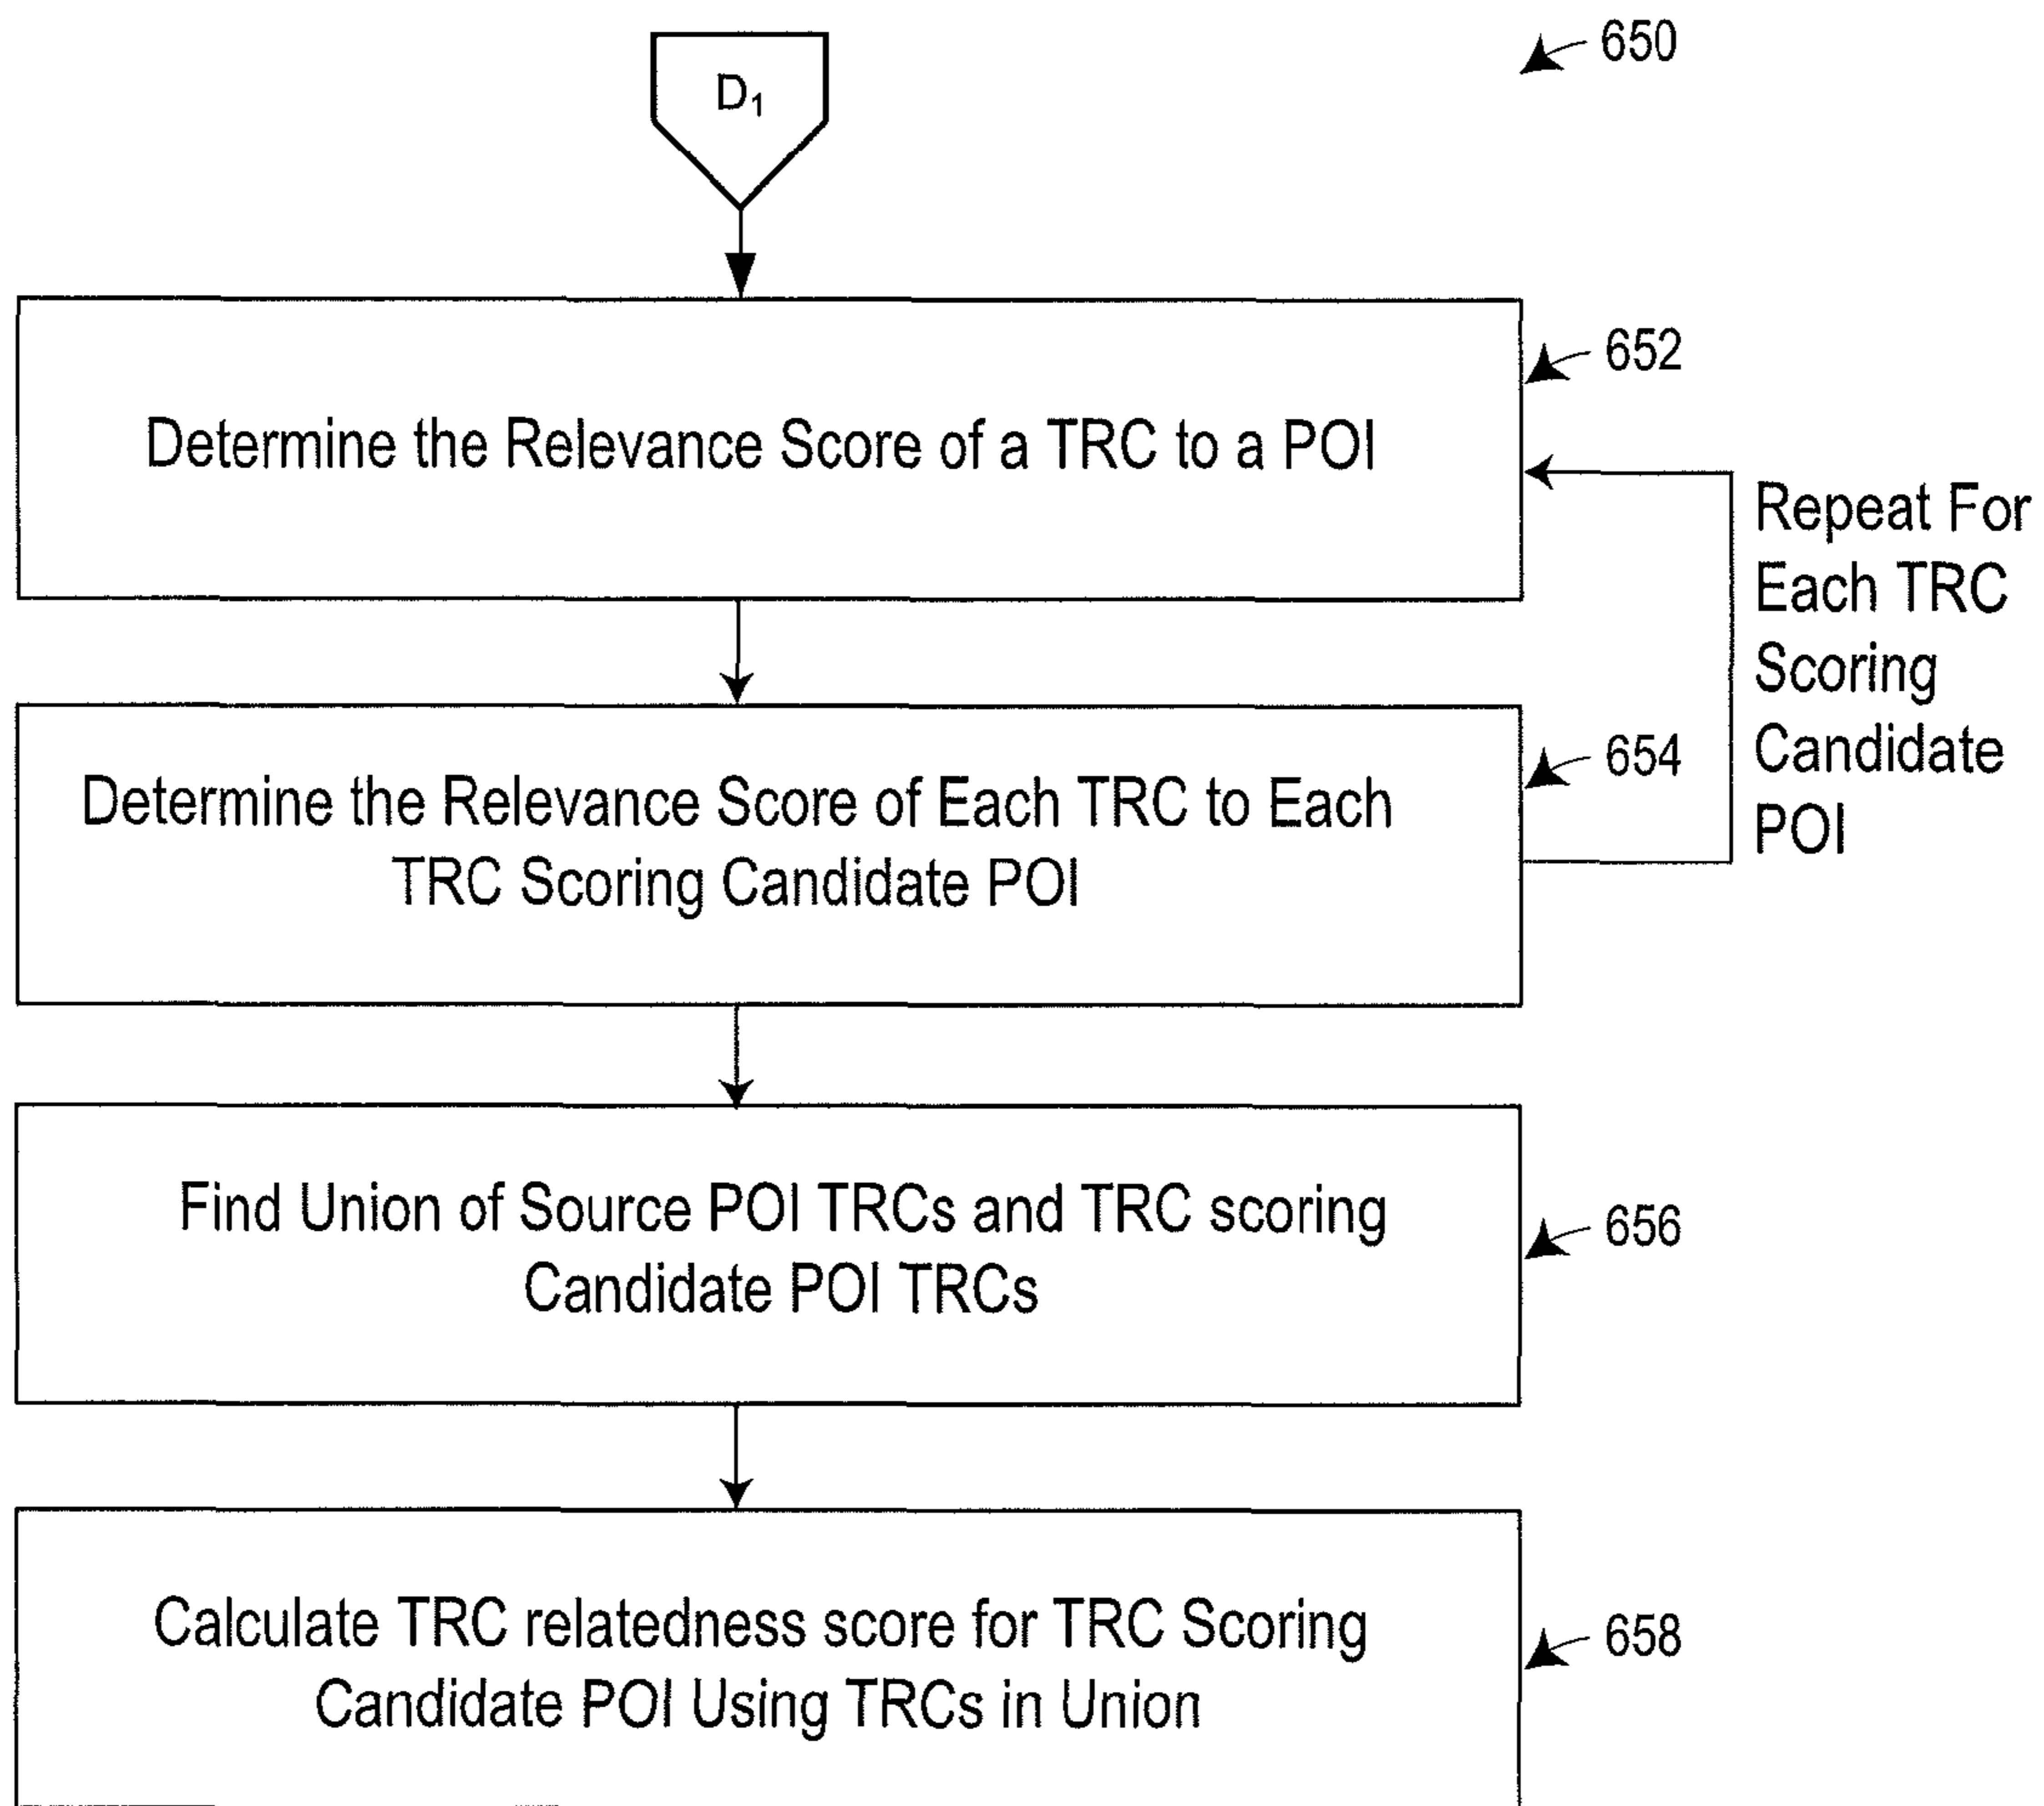 650
D₁
652
Determine the Relevance Score of a TRC to a POI
Repeat For
Each TRC
Scoring
Candidate
POI
654
Determine the Relevance Score of Each TRC to Each
TRC Scoring Candidate POI
656
Find Union of Source POI TRCs and TRC scoring
Candidate POI TRCs
658
Calculate TRC relatedness score for TRC Scoring
Candidate POI Using TRCs in Union